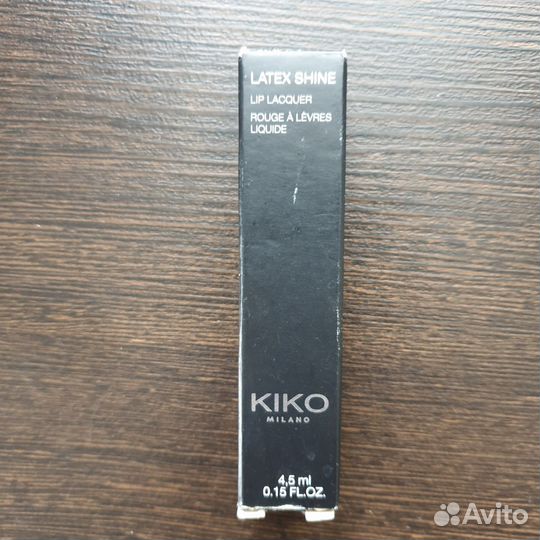 LATEX SHINE
LIP LACQUER
ROUGE À LÈVRES
LIQUIDE
KIKO
MILANO
4,5 ml
0.15 FL.OZ.
Avito